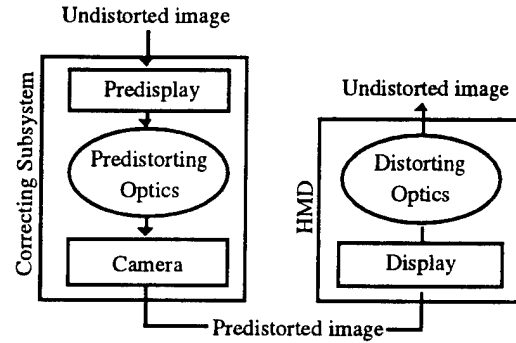 Undistorted image
Correcting Subsystem
Predisplay
Predistorting
Optics
Camera
Predistorted image
Undistorted image
HMD
Distorting
Optics
Display